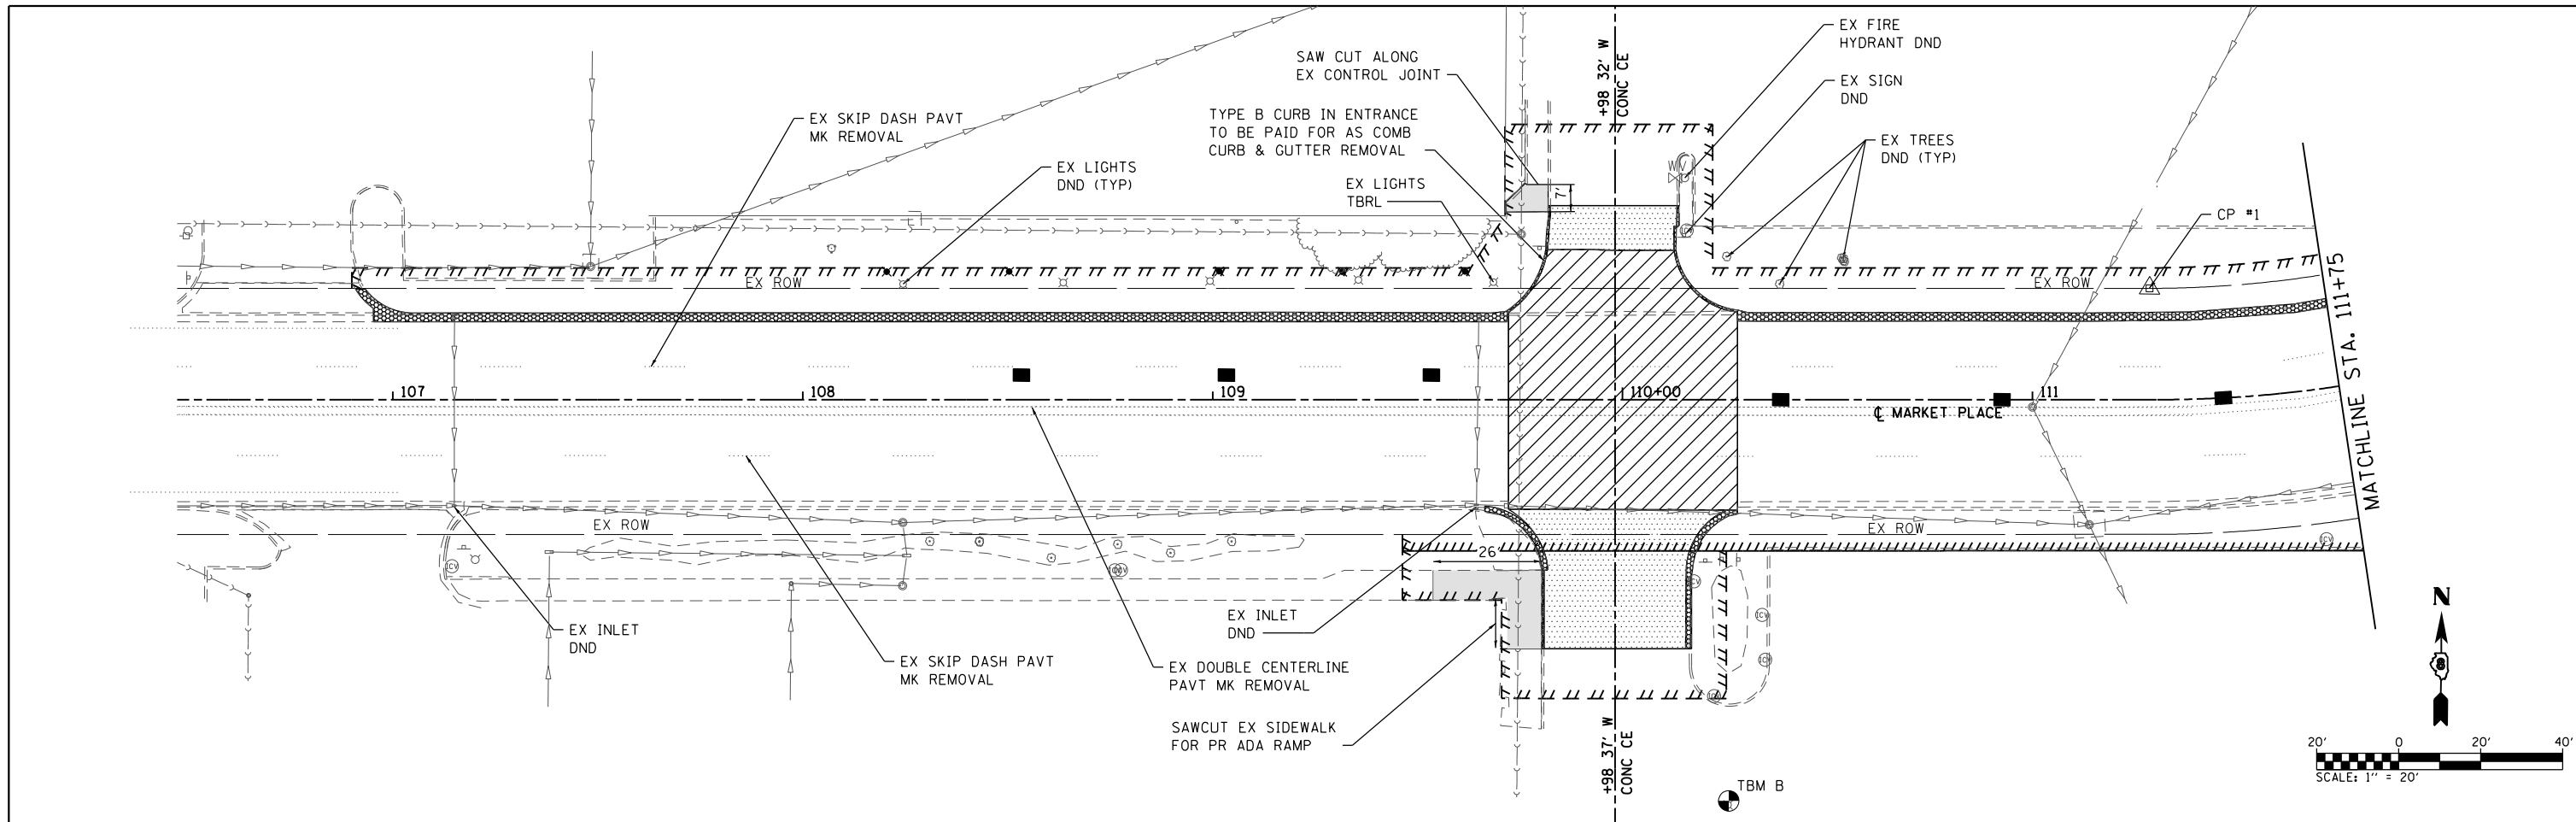 EX FIRE
HYDRANT DND
SAW CUT ALONG
EX CONTROL JOINT
+98 32' W
CONC CE
EX SIGN
DND
EX SKIP DASH PAVT
MK REMOVAL
TYPE B CURB IN ENTRANCE
TO BE PAID FOR AS COMB
CURB & GUTTER REMOVAL
EX TREES
DND (TYP)
EX LIGHTS
DND (TYP)
EX LIGHTS
TBRL
7'
WV
CP #1
EX ROW
EX ROW
MATCHLINE STA. 111+75
107
108
109
110+00
111
℄ MARKET PLACE
EX ROW
EX ROW
26'
ICV
ICV
ICV
EX INLET
DND
EX INLET
DND
EX SKIP DASH PAVT
MK REMOVAL
EX DOUBLE CENTERLINE
PAVT MK REMOVAL
SAWCUT EX SIDEWALK
FOR PR ADA RAMP
+98 37' W
CONC CE
TBM B
N
20'
0
20'
40'
SCALE: 1" = 20'